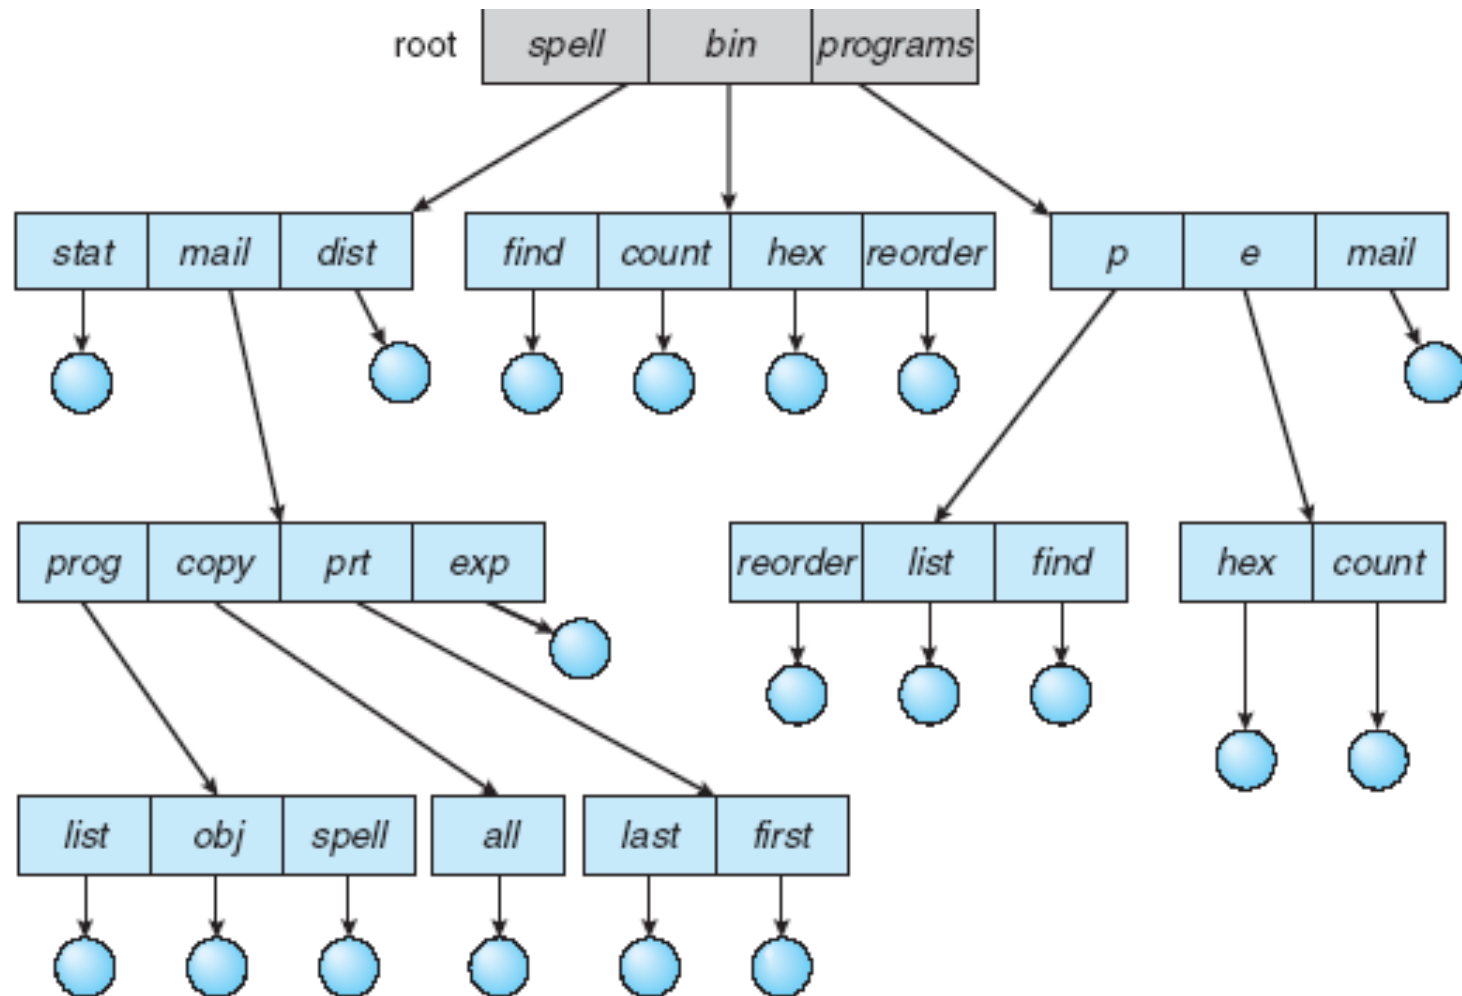 root spell bin programs
stat mail dist find count hex reorder p e mail
prog copy prt exp reorder list find hex count
list obj spell all last first